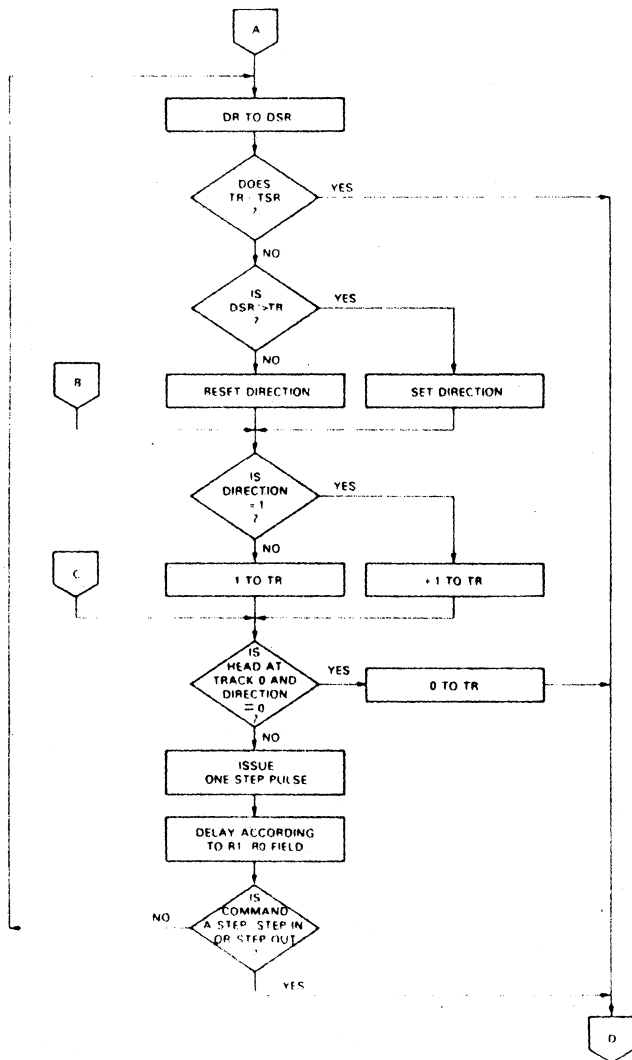 A
DR TO DSR
DOES
TR TSR
?
YES
NO
IS
DSR >TR
?
YES
NO
B
RESET DIRECTION
SET DIRECTION
IS
DIRECTION
= 1
?
YES
NO
C
1 TO TR
+ 1 TO TR
IS
HEAD AT
TRACK 0 AND
DIRECTION
= 0
?
YES
0 TO TR
NO
ISSUE
ONE STEP PULSE
DELAY ACCORDING
TO R1 R0 FIELD
IS
COMMAND
A STEP STEP IN
OR STEP OUT
?
NO
YES
D